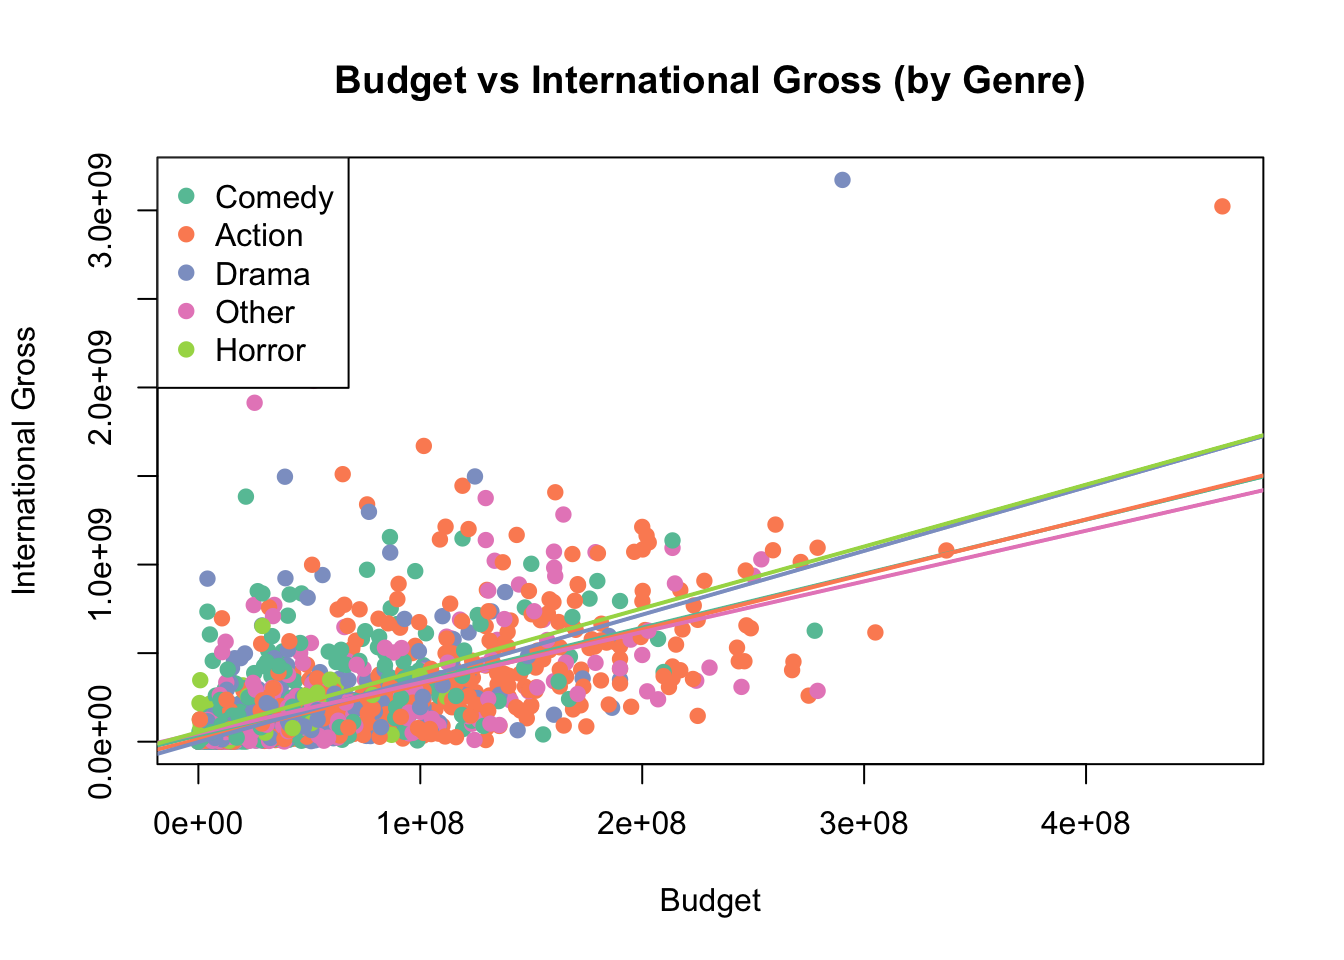 Budget vs International Gross (by Genre)
Comedy
Action
Drama
Other
Horror
International Gross
3.0e+09
2.0e+09
1.0e+09
0.0e+00
0e+00 1e+08 2e+08 3e+08 4e+08
Budget